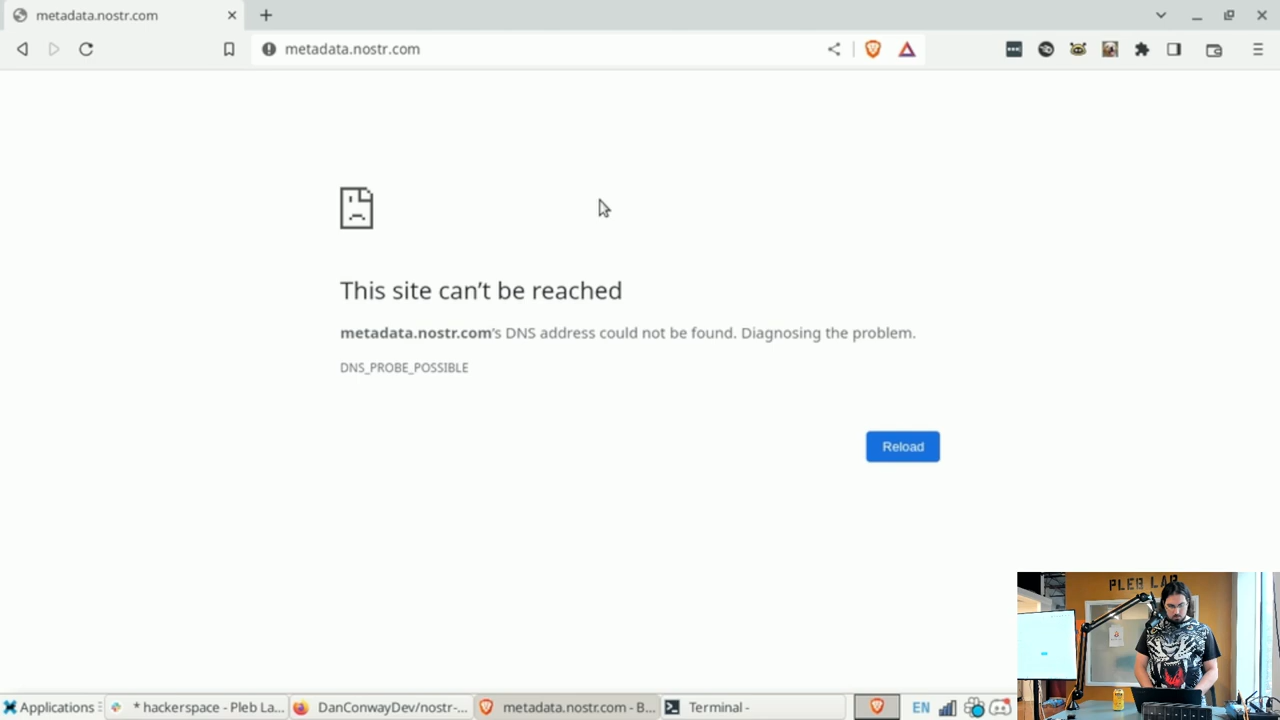 metadata.nostr.com
metadata.nostr.com
This site can't be reached
metadata.nostr.com's DNS address could not be found. Diagnosing the problem.
DNS_PROBE_POSSIBLE
Reload
PLEB LAB
Applications
* hackerspace - Pleb La...
DanConwayDev/nostr-...
metadata.nostr.com - B...
Terminal -
EN